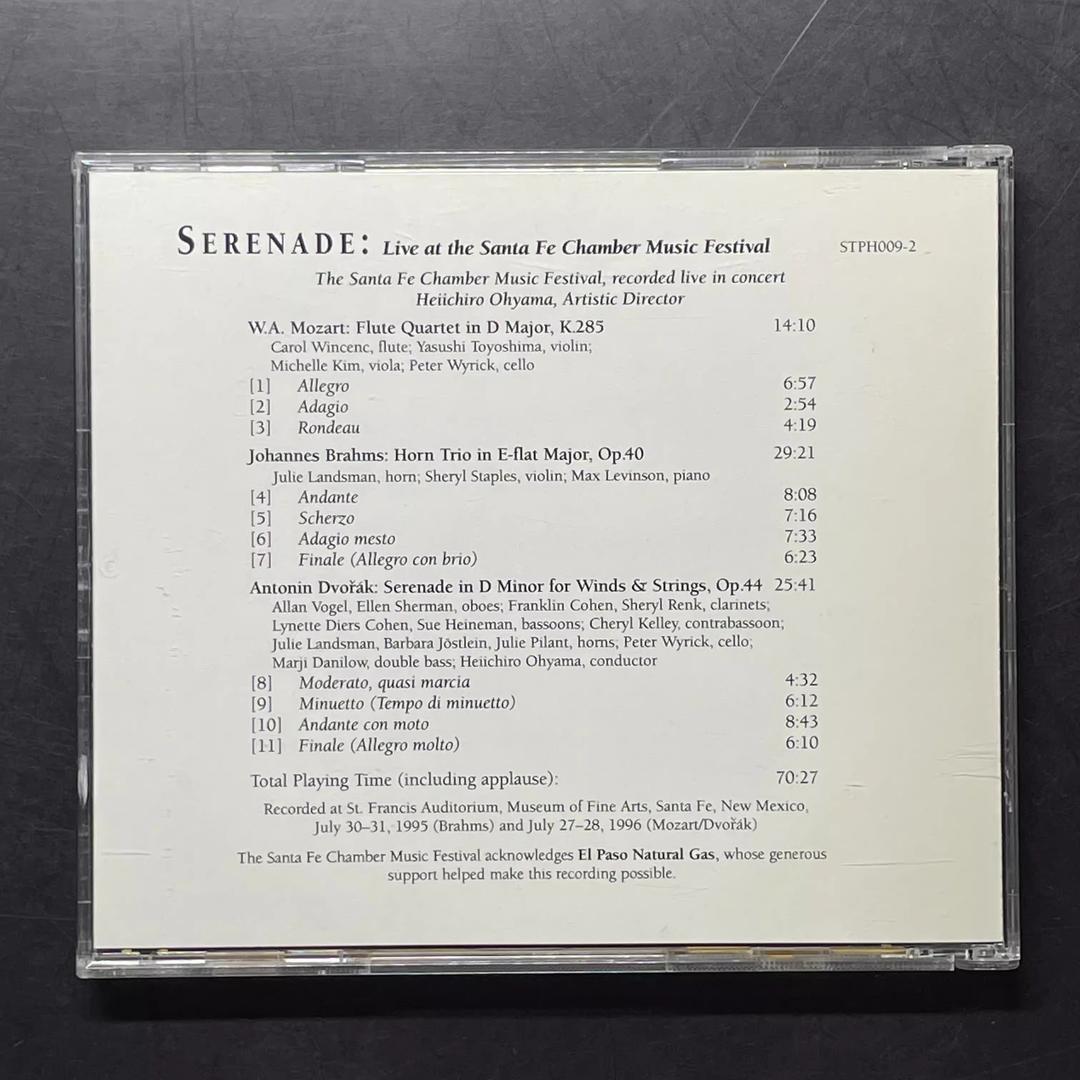 SERENADE: Live at the Santa Fe Chamber Music Festival STPH009-2
The Santa Fe Chamber Music Festival, recorded live in concert
Heiichiro Ohyama, Artistic Director
W.A. Mozart: Flute Quartet in D Major, K.285 14:10
Carol Wincenc, flute; Yasushi Toyoshima, violin;
Michelle Kim, viola; Peter Wyrick, cello
[1] Allegro 6:57
[2] Adagio 2:54
[3] Rondeau 4:19
Johannes Brahms: Horn Trio in E-flat Major, Op.40 29:21
Julie Landsman, horn; Sheryl Staples, violin; Max Levinson, piano
[4] Andante 8:08
[5] Scherzo 7:16
[6] Adagio mesto 7:33
[7] Finale (Allegro con brio) 6:23
Antonin Dvořák: Serenade in D Minor for Winds & Strings, Op.44 25:41
Allan Vogel, Ellen Sherman, oboes; Franklin Cohen, Sheryl Renk, clarinets;
Lynette Diers Cohen, Sue Heineman, bassoons; Cheryl Kelley, contrabassoon;
Julie Landsman, Barbara Jöstlein, Julie Pilant, horns; Peter Wyrick, cello;
Marji Danilow, double bass; Heiichiro Ohyama, conductor
[8] Moderato, quasi marcia 4:32
[9] Minuetto (Tempo di minuetto) 6:12
[10] Andante con moto 8:43
[11] Finale (Allegro molto) 6:10
Total Playing Time (including applause): 70:27
Recorded at St. Francis Auditorium, Museum of Fine Arts, Santa Fe, New Mexico,
July 30–31, 1995 (Brahms) and July 27–28, 1996 (Mozart/Dvořák)
The Santa Fe Chamber Music Festival acknowledges El Paso Natural Gas, whose generous
support helped make this recording possible.